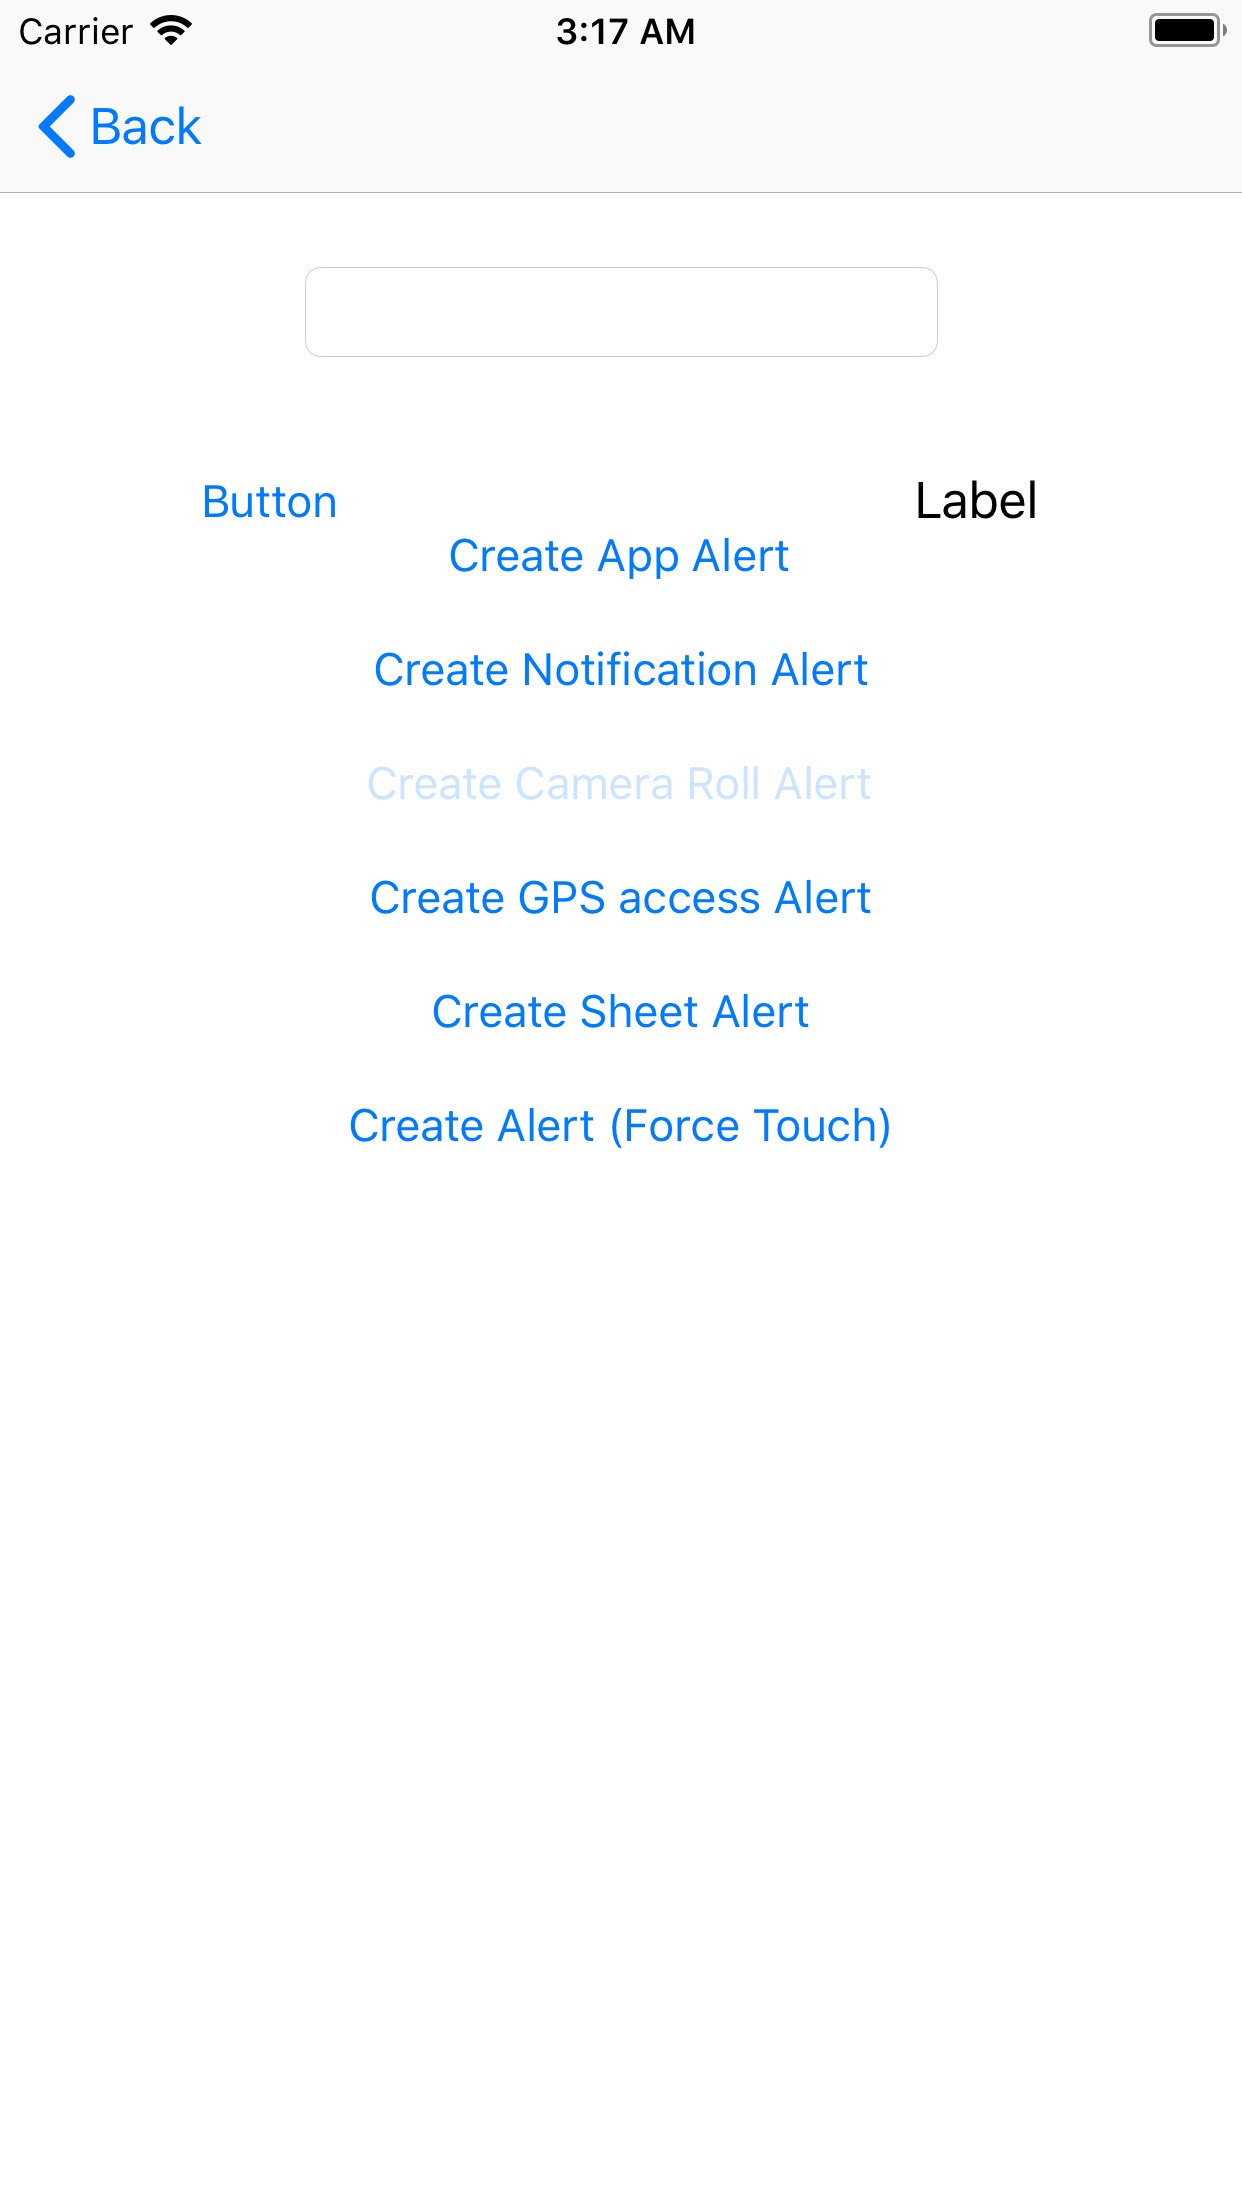 Carrier 3:17 AM
Back
Button Label
Create App Alert
Create Notification Alert
Create Camera Roll Alert
Create GPS access Alert
Create Sheet Alert
Create Alert (Force Touch)